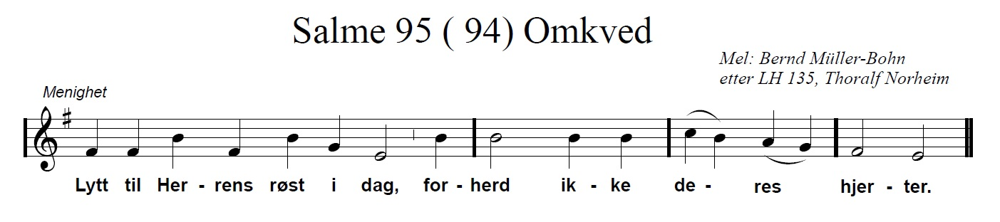 Salme 95 ( 94) Omkved
Mel: Bernd Müller-Bohn
etter LH 135, Thoralf Norheim
Menighet
Lytt til Her - rens røst i dag, for - herd ik - ke de - res hjer - ter.